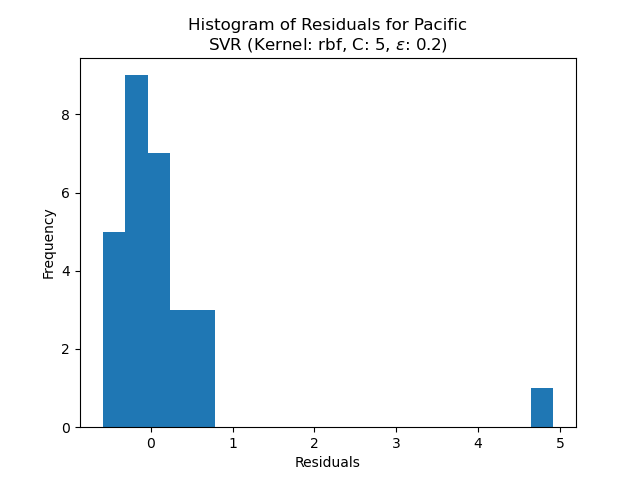 Histogram of Residuals for Pacific
SVR (Kernel: rbf, C: 5, ε: 0.2)
Frequency
8
6
4
2
0
0 1 2 3 4 5
Residuals